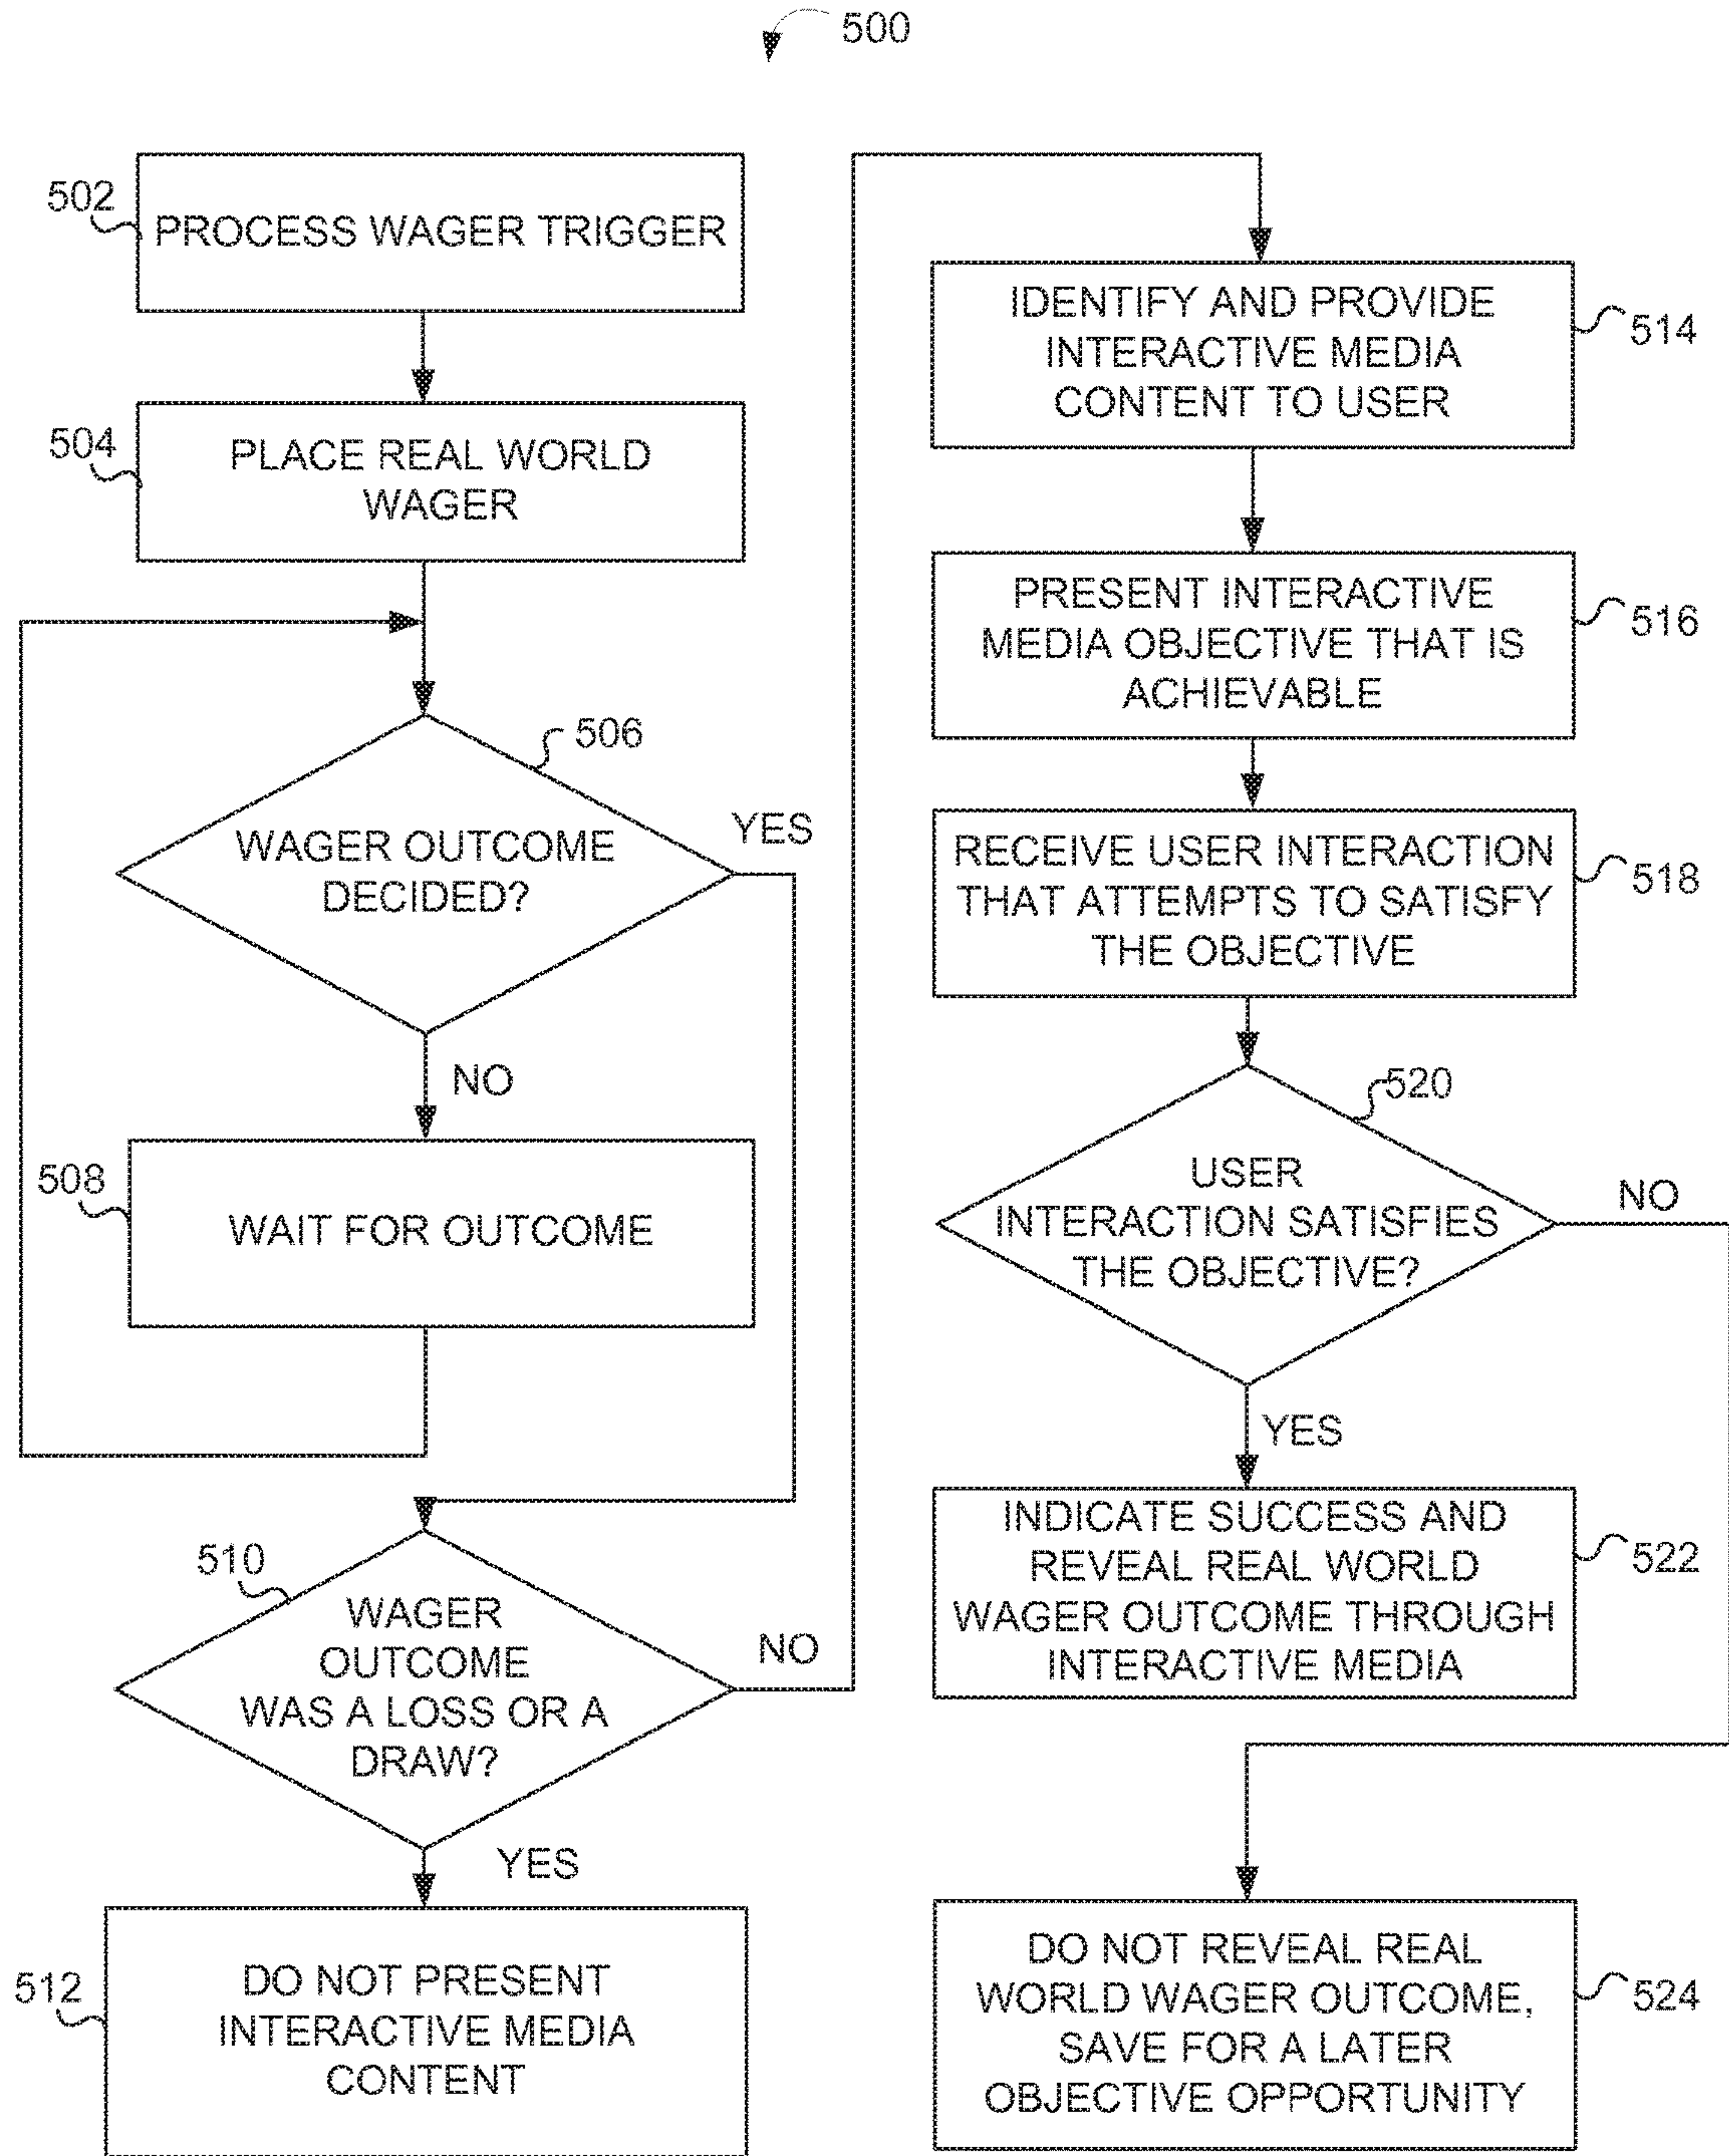 500
502
PROCESS WAGER TRIGGER
504
PLACE REAL WORLD
WAGER
506
WAGER OUTCOME
DECIDED?
YES
NO
508
WAIT FOR OUTCOME
510
WAGER
OUTCOME
WAS A LOSS OR A
DRAW?
NO
YES
512
DO NOT PRESENT
INTERACTIVE MEDIA
CONTENT
IDENTIFY AND PROVIDE
INTERACTIVE MEDIA
CONTENT TO USER
514
PRESENT INTERACTIVE
MEDIA OBJECTIVE THAT IS
ACHIEVABLE
516
RECEIVE USER INTERACTION
THAT ATTEMPTS TO SATISFY
THE OBJECTIVE
518
520
USER
INTERACTION SATISFIES
THE OBJECTIVE?
NO
YES
INDICATE SUCCESS AND
REVEAL REAL WORLD
WAGER OUTCOME THROUGH
INTERACTIVE MEDIA
522
DO NOT REVEAL REAL
WORLD WAGER OUTCOME,
SAVE FOR A LATER
OBJECTIVE OPPORTUNITY
524